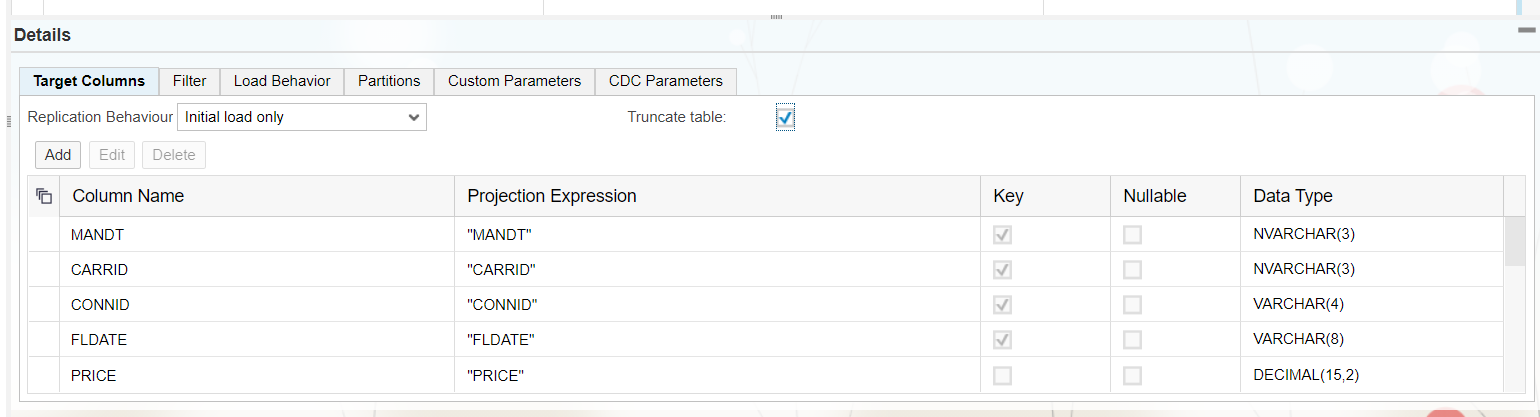 Details
Target Columns Filter Load Behavior Partitions Custom Parameters CDC Parameters
Replication Behaviour Initial load only Truncate table:
Add Edit Delete
Column Name Projection Expression Key Nullable Data Type
MANDT "MANDT" NVARCHAR(3)
CARRID "CARRID" NVARCHAR(3)
CONNID "CONNID" VARCHAR(4)
FLDATE "FLDATE" VARCHAR(8)
PRICE "PRICE" DECIMAL(15,2)